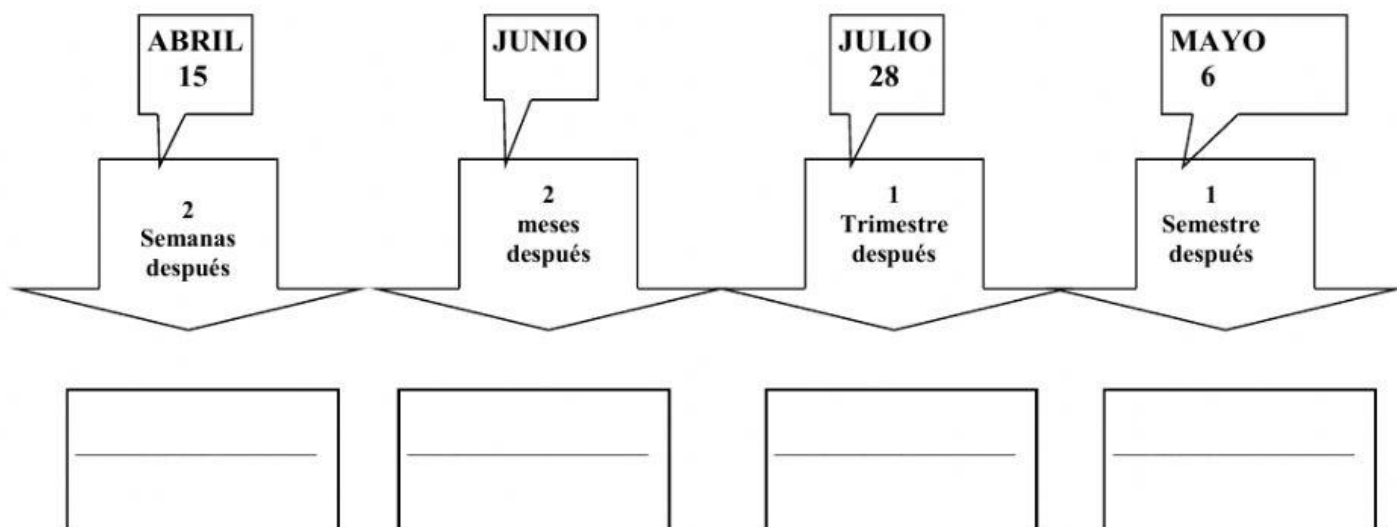 ABRIL
15
JUNIO
JULIO
28
MAYO
6
2
Semanas
después
2
meses
después
1
Trimestre
después
1
Semestre
después